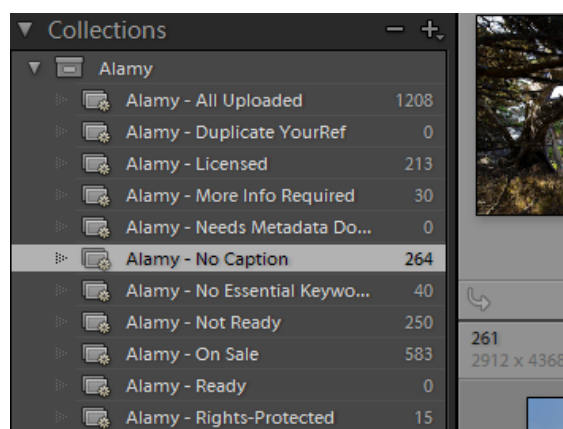 Collections
Alamy
Alamy - All Uploaded 1208
Alamy - Duplicate YourRef 0
Alamy - Licensed 213
Alamy - More Info Required 30
Alamy - Needs Metadata Do... 0
Alamy - No Caption 264
Alamy - No Essential Keywo... 40
Alamy - Not Ready 250
Alamy - On Sale 583
Alamy - Ready 0
Alamy - Rights-Protected 15
261
2912 x 4368